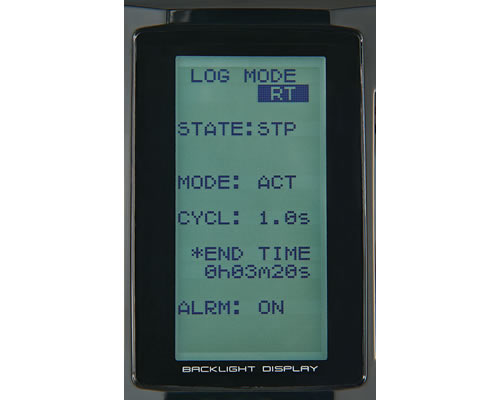 LOG MODE
RT
STATE:STP
MODE: ACT
CYCL: 1.0s
*END TIME
0h03m20s
ALRM: ON
BACKLIGHT DISPLAY